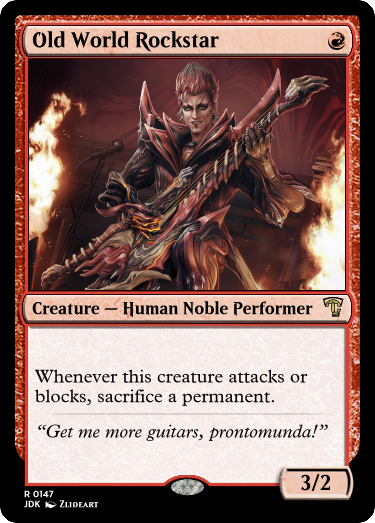 Old World Rockstar
Creature — Human Noble Performer
Whenever this creature attacks or
blocks, sacrifice a permanent.
“Get me more guitars, prontomunda!”
3/2
R 0147
JDK Zlideart